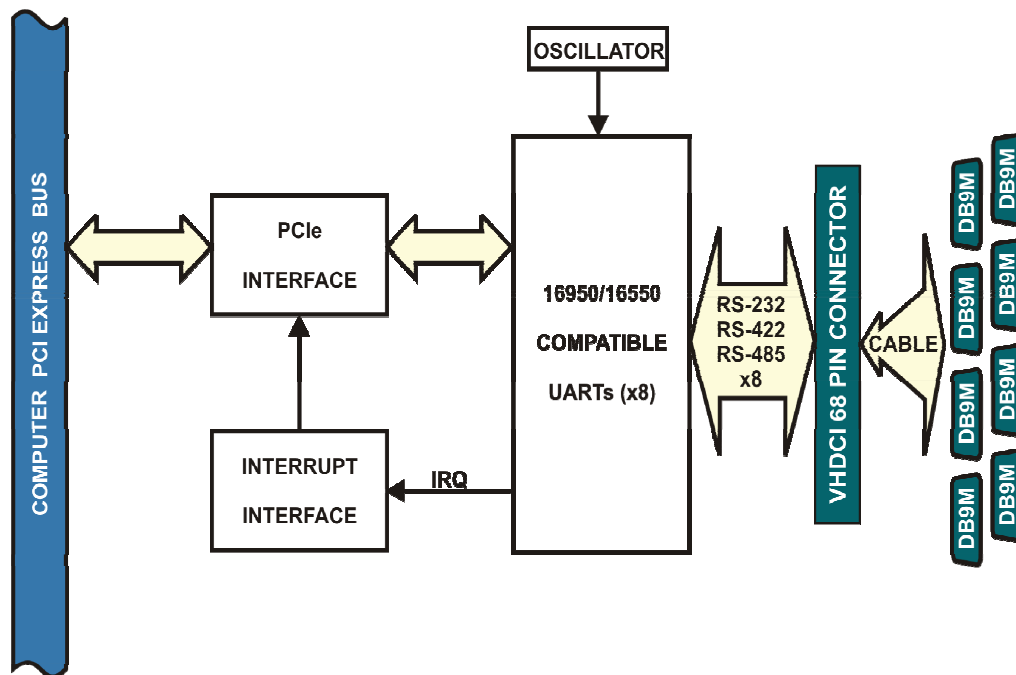 COMPUTER PCI EXPRESS BUS
PCIe
INTERFACE
INTERRUPT
INTERFACE
IRQ
OSCILLATOR
16950/16550
COMPATIBLE
UARTs (x8)
RS-232
RS-422
RS-485
x8
VHDCI 68 PIN CONNECTOR
CABLE
DB9M
DB9M
DB9M
DB9M
DB9M
DB9M
DB9M
DB9M